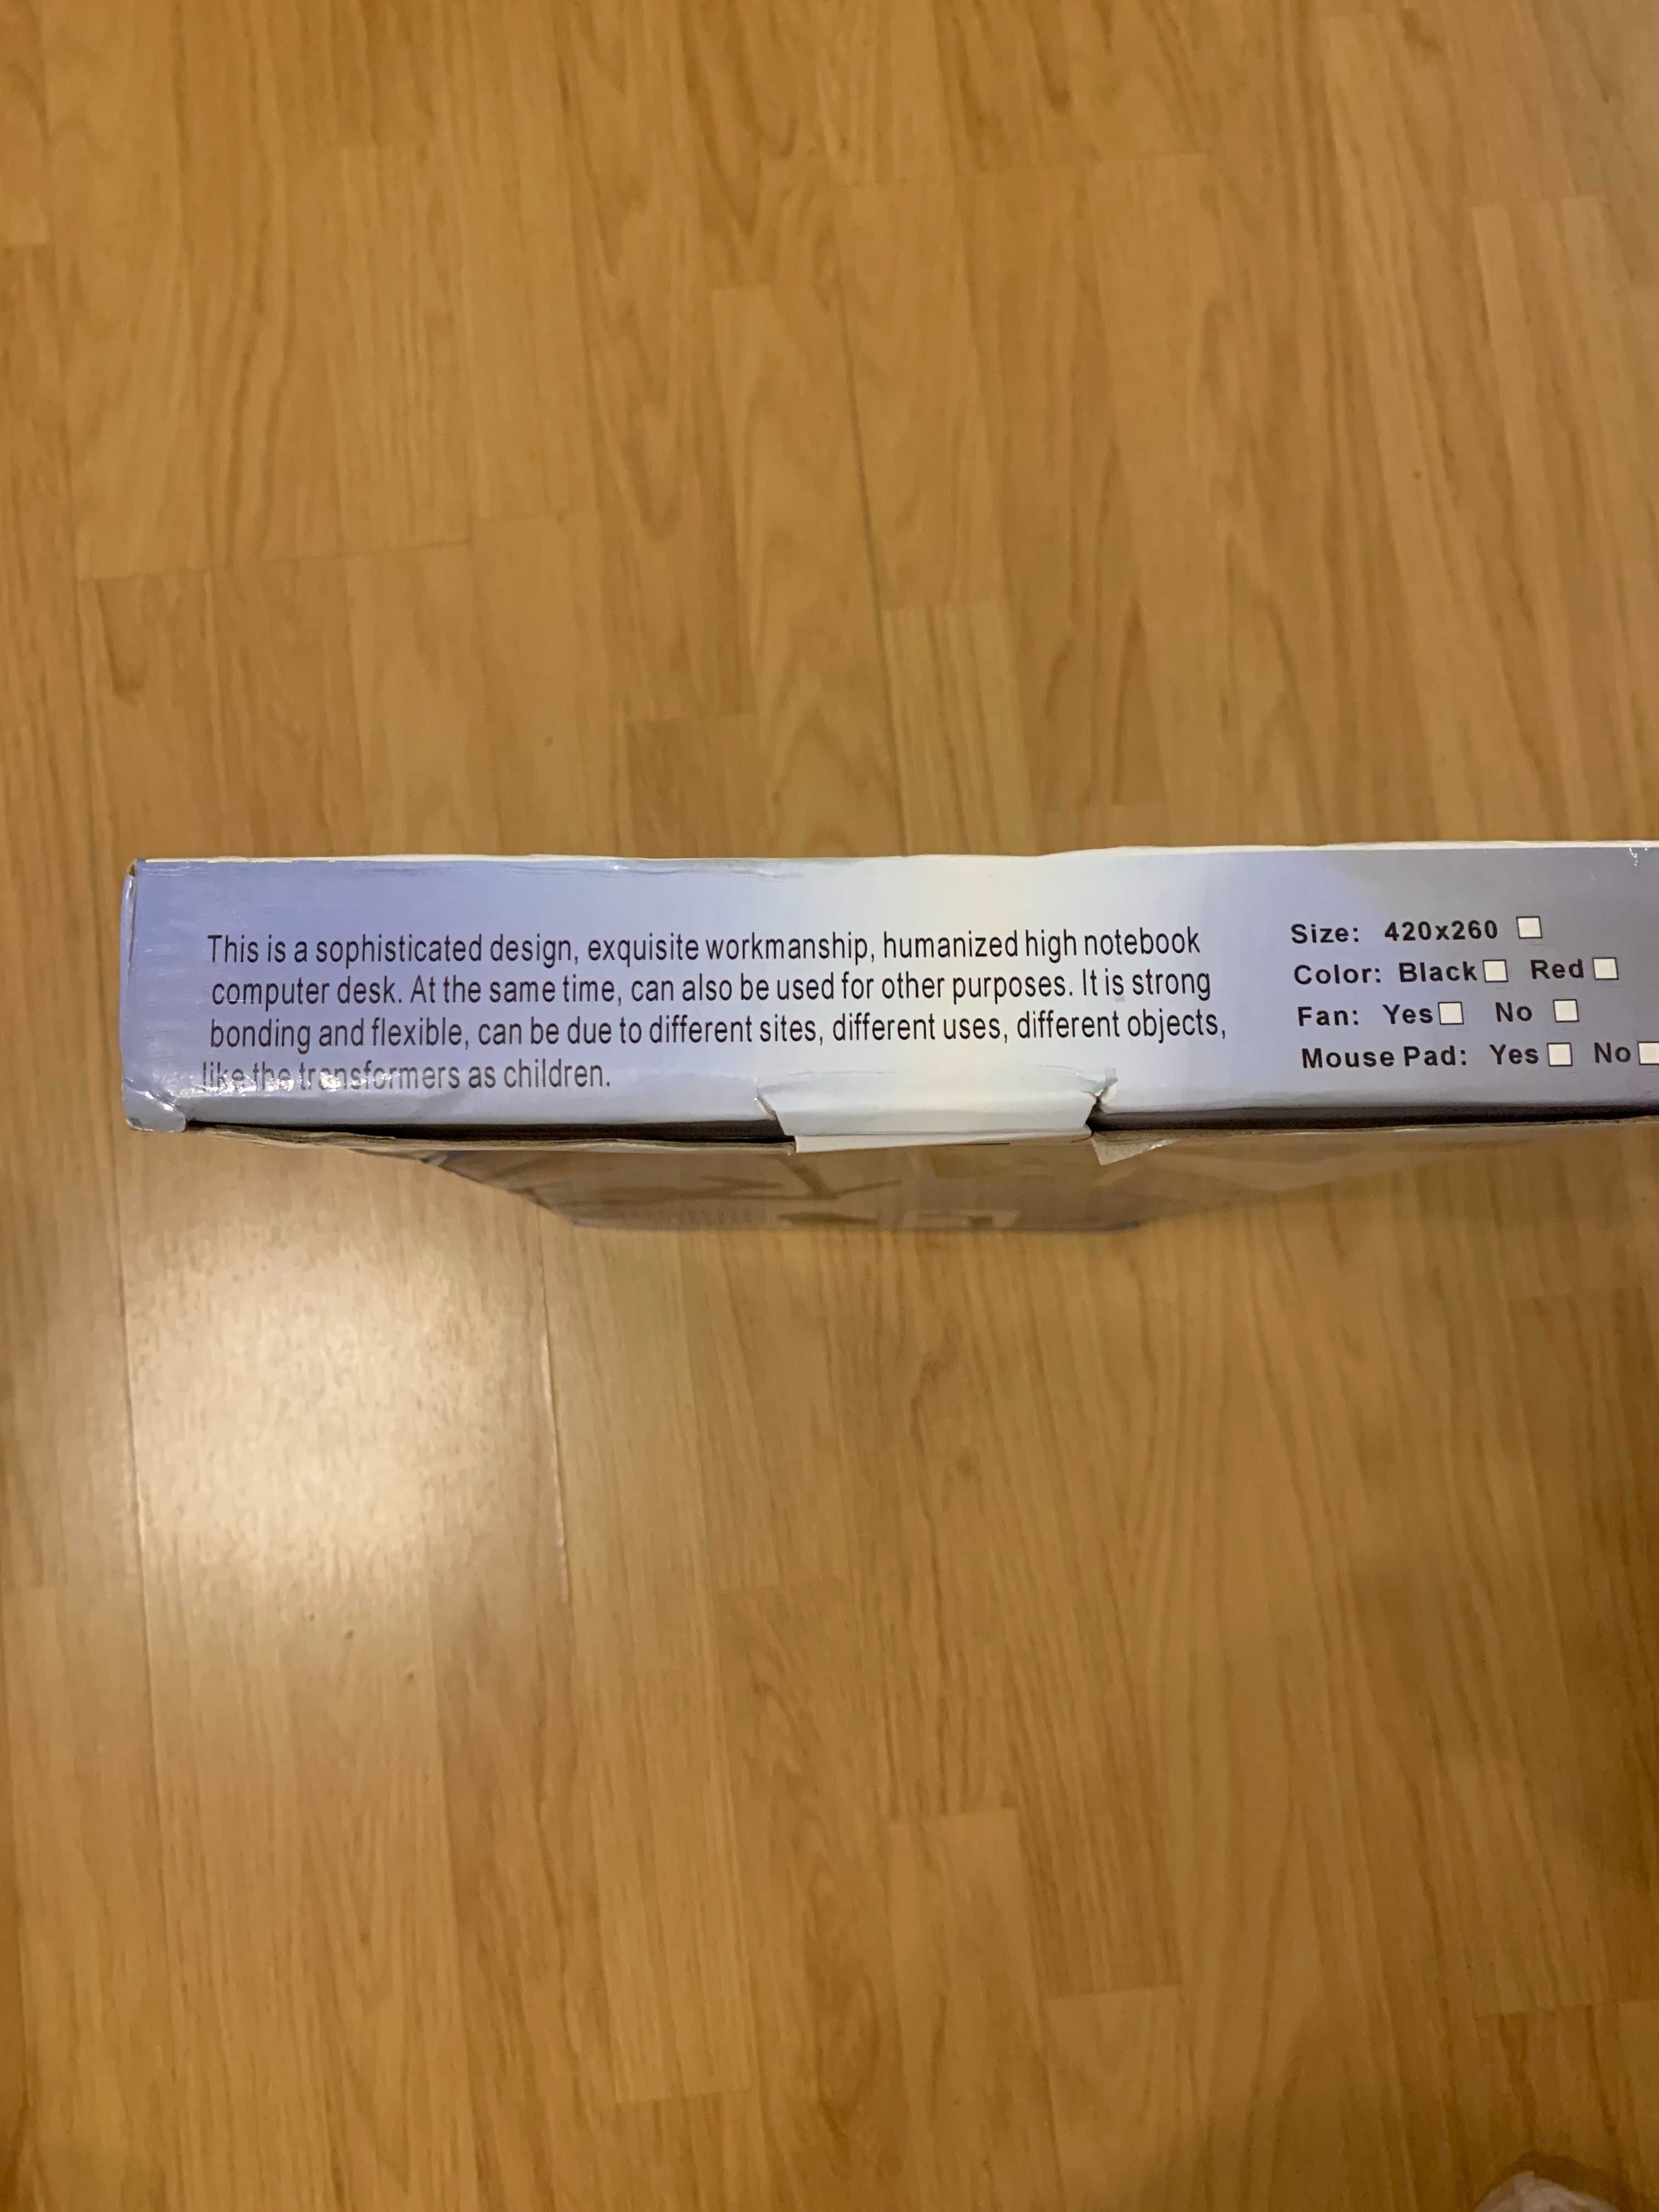 This is a sophisticated design, exquisite workmanship, humanized high notebook
computer desk. At the same time, can also be used for other purposes. It is strong
bonding and flexible, can be due to different sites, different uses, different objects,
like the transformers as children.
Size: 420x260
Color: Black Red
Fan: Yes No
Mouse Pad: Yes No